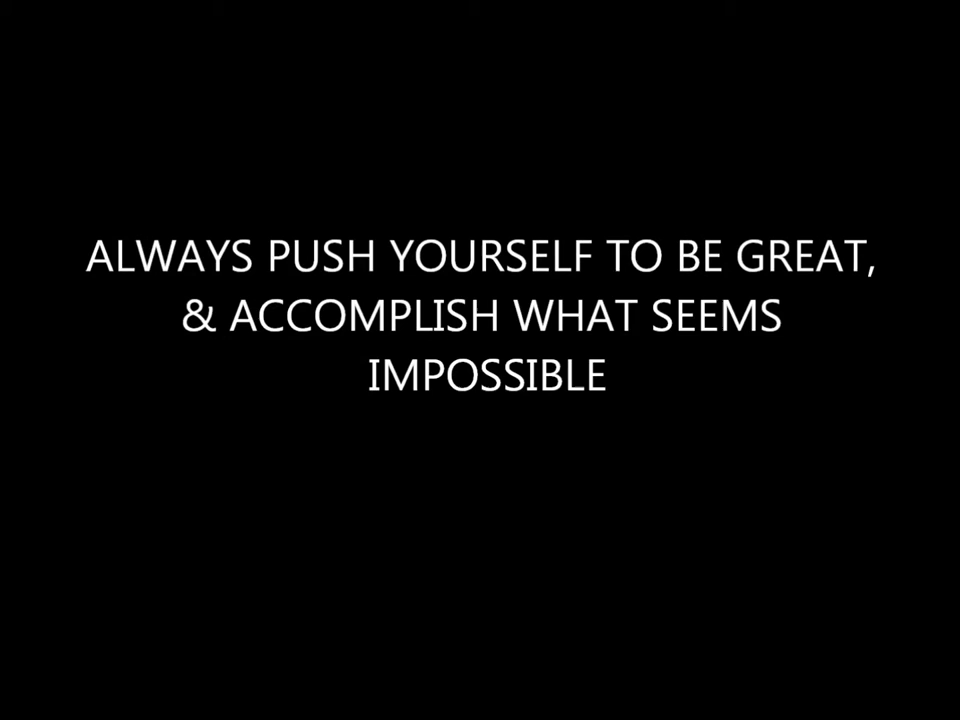 ALWAYS PUSH YOURSELF TO BE GREAT,
& ACCOMPLISH WHAT SEEMS
IMPOSSIBLE